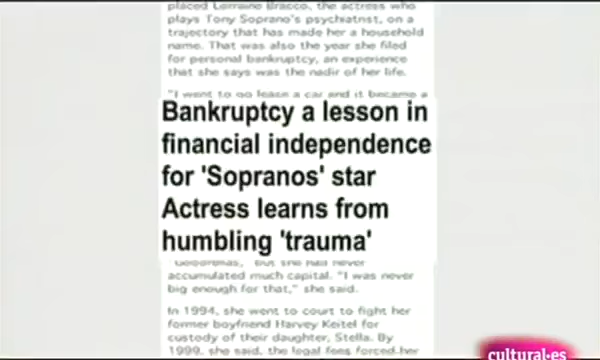 placed Lorraine Bracco, the actress who
plays Tony Soprano's psychiatrist, on a
trajectory that has made her a household
name. That was also the year she filed
for personal bankruptcy, an experience
that she says was the nadir of her life.
"I went to go lease a car and it became a
Bankruptcy a lesson in
financial independence
for 'Sopranos' star
Actress learns from
humbling 'trauma'
"Goodfellas," but she had never
accumulated much capital. "I was never
big enough for that," she said.
In 1994, she went to court to fight her
former boyfriend Harvey Keitel for
custody of their daughter, Stella. By
1999, she said, the legal fees forced her
cultural.es